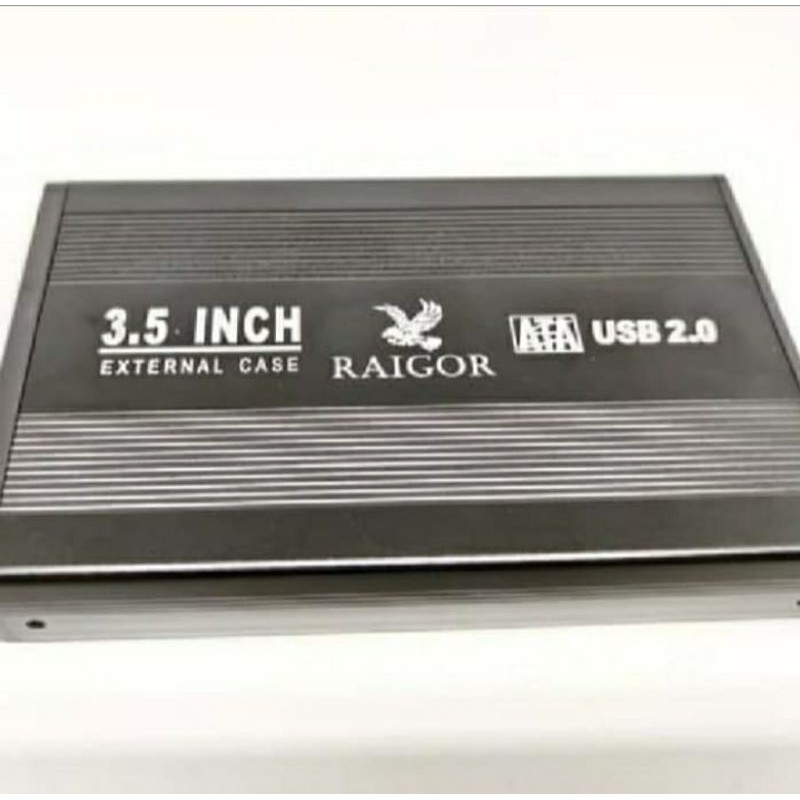 3.5 INCH
EXTERNAL CASE
RAIGOR
ATA USB 2.0